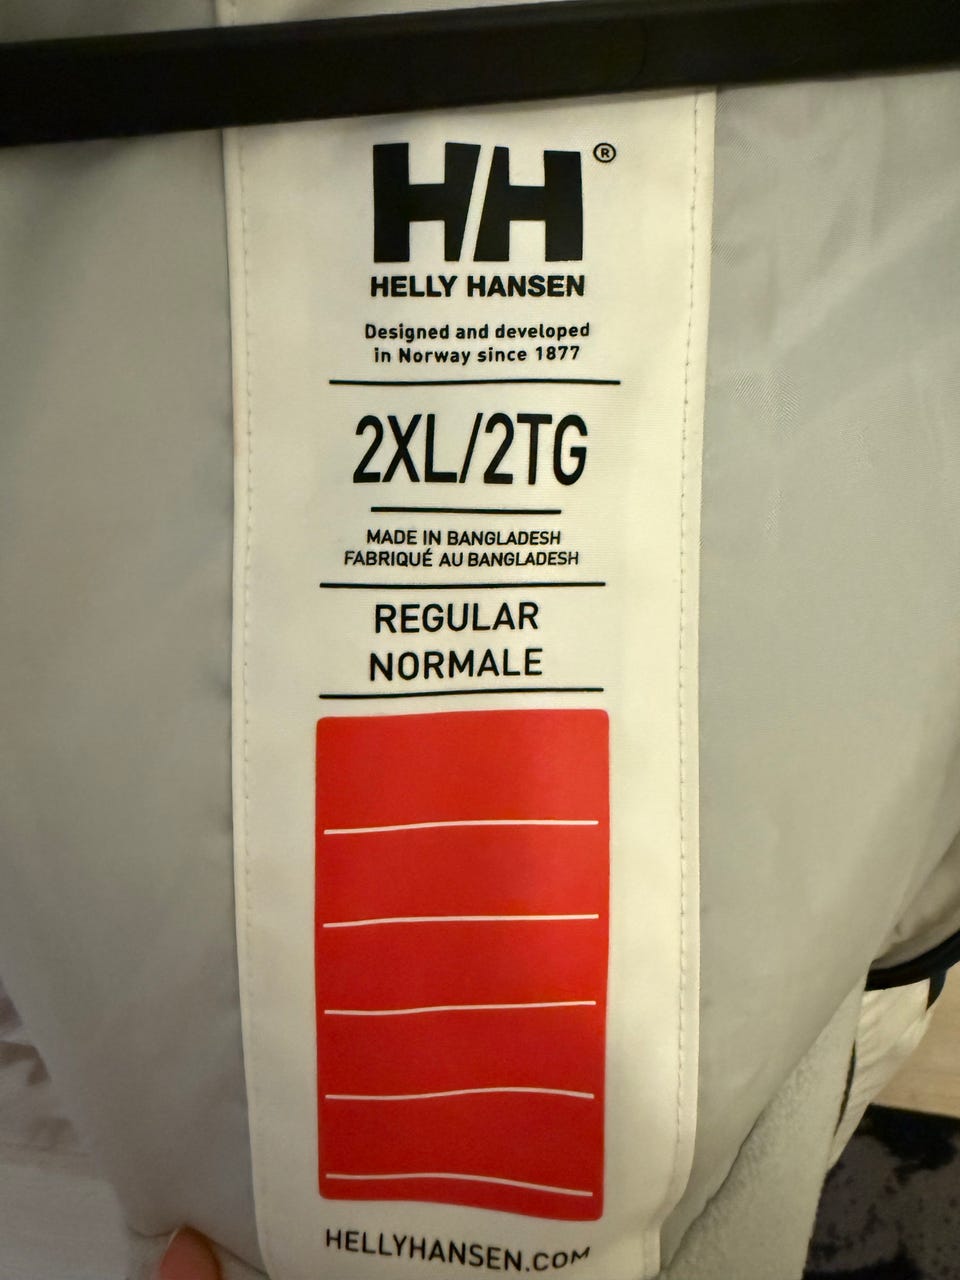 HH®
HELLY HANSEN
Designed and developed
in Norway since 1877
2XL/2TG
MADE IN BANGLADESH
FABRIQUÉ AU BANGLADESH
REGULAR
NORMALE
HELLYHANSEN.COM